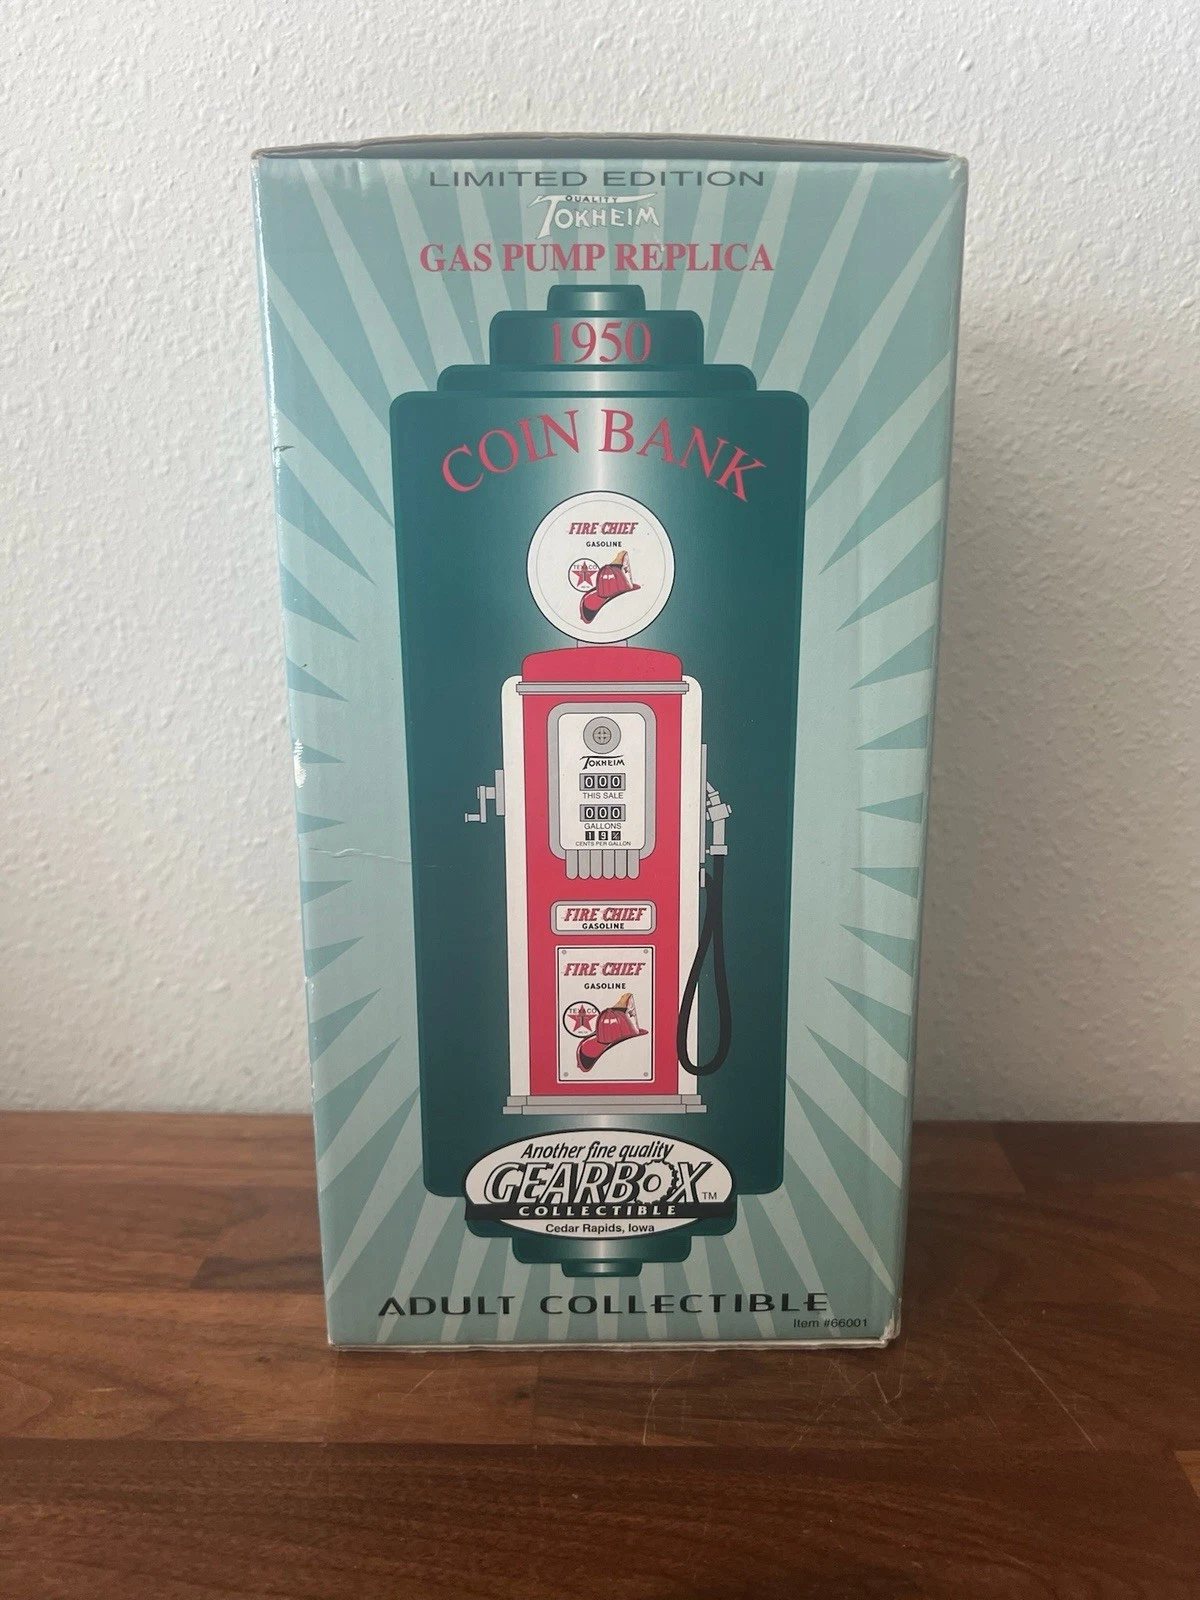 LIMITED EDITION
QUALITY
TOKHEIM
GAS PUMP REPLICA
1950
COIN BANK
FIRE CHIEF
GASOLINE
TEXACO
T
TOKHEIM
000
THIS SALE
000
GALLONS
CENTS PER GALLON
FIRE CHIEF
GASOLINE
FIRE CHIEF
GASOLINE
TEXACO
T
Another fine quality
GEARBOX TM
COLLECTIBLE
Cedar Rapids, Iowa
ADULT COLLECTIBLE
Item #66001